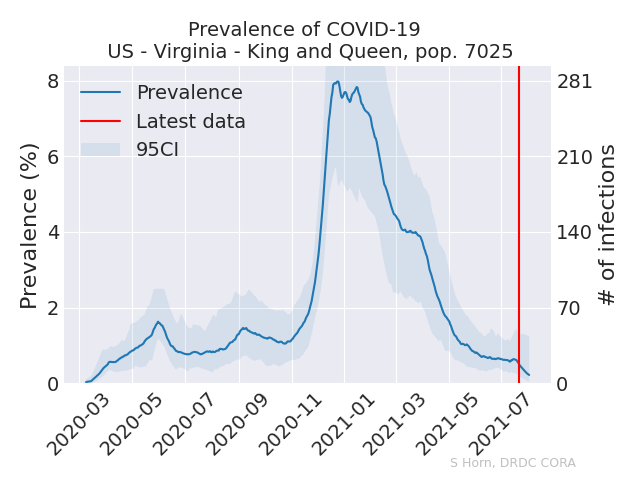 Prevalence of COVID-19
US - Virginia - King and Queen, pop. 7025
Prevalence (%)
8
6
4
2
0
Prevalence
Latest data
95CI
281
210
140
70
0
# of infections
2020-03
2020-05
2020-07
2020-09
2020-11
2021-01
2021-03
2021-05
2021-07
S Horn, DRDC CORA